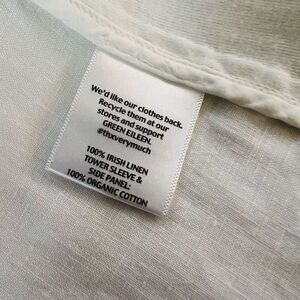 We'd like our clothes back.
Recycle them at our
stores and support
GREEN EILEEN.
#thxverymuch
100% IRISH LINEN
TOWER SLEEVE &
SIDE PANEL:
100% ORGANIC COTTON